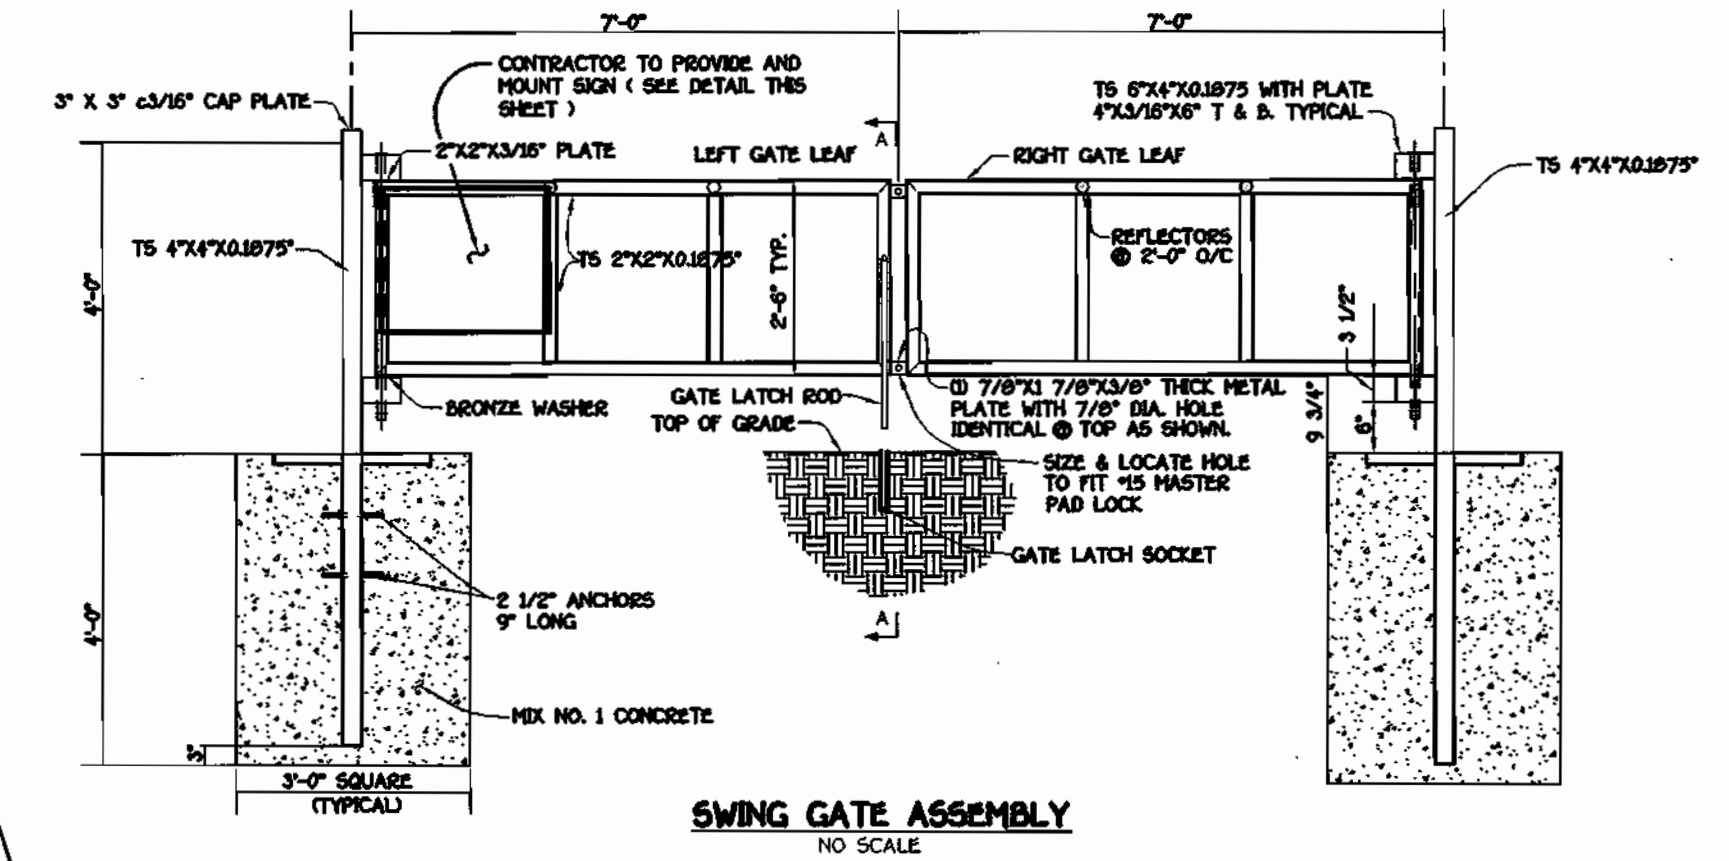 7'-0"
7'-0"
CONTRACTOR TO PROVIDE AND
MOUNT SIGN ( SEE DETAIL THIS
SHEET )
3" X 3" c3/16" CAP PLATE
2"X2"X3/16" PLATE
LEFT GATE LEAF
A
RIGHT GATE LEAF
TS 6"X4"X0.1875 WITH PLATE
4"X3/16"X6" T & B. TYPICAL
TS 4"X4"X0.1875"
TS 4"X4"X0.1875"
TS 2"X2"X0.1875"
2'-6" TYP.
REFLECTORS
@ 2'-0" O/C
4'-0"
3 1/2"
BRONZE WASHER
GATE LATCH ROD
TOP OF GRADE
(1) 7/8"X1 7/8"X3/8" THICK METAL
PLATE WITH 7/8" DIA. HOLE
IDENTICAL @ TOP AS SHOWN.
9 3/4"
6"
SIZE & LOCATE HOLE
TO FIT #15 MASTER
PAD LOCK
GATE LATCH SOCKET
2 1/2" ANCHORS
9" LONG
A
4'-0"
MIX NO. 1 CONCRETE
3"
3'-0" SQUARE
(TYPICAL)
SWING GATE ASSEMBLY
NO SCALE